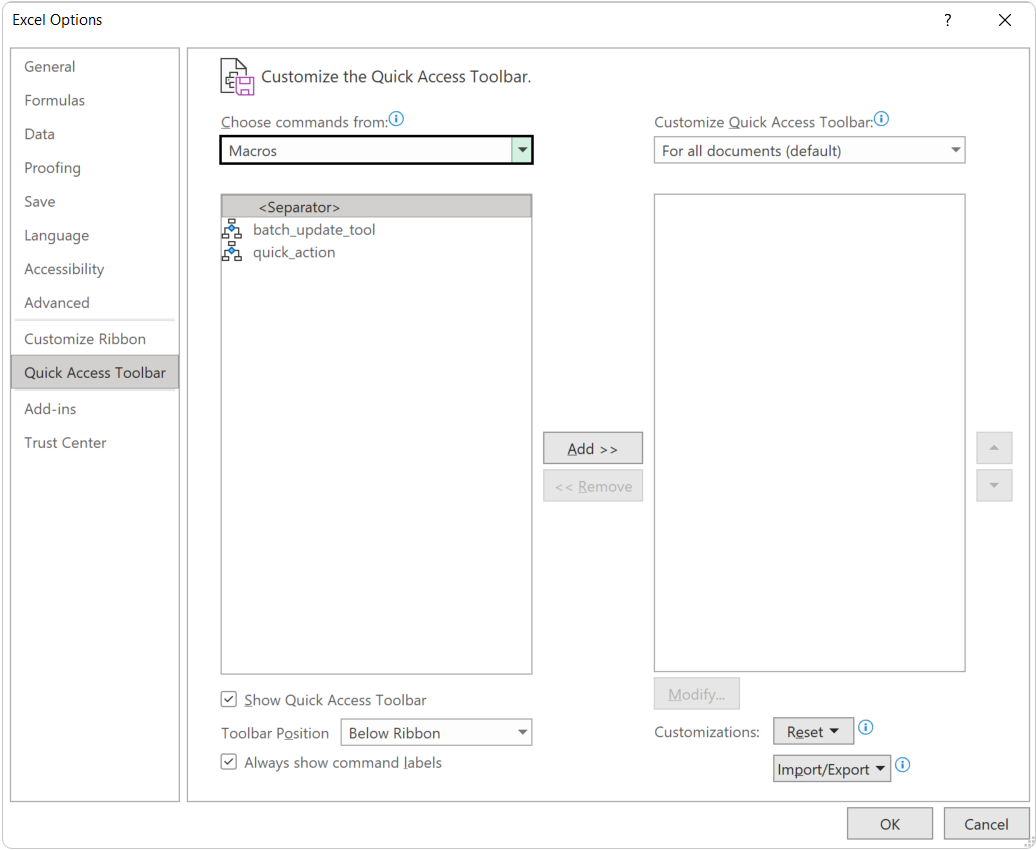 Excel Options
?
General
Formulas
Data
Proofing
Save
Language
Accessibility
Advanced
Customize Ribbon
Quick Access Toolbar
Add-ins
Trust Center
Customize the Quick Access Toolbar.
Choose commands from:
Macros
<Separator>
batch_update_tool
quick_action
Add >>
<< Remove
Customize Quick Access Toolbar:
For all documents (default)
Modify...
Show Quick Access Toolbar
Toolbar Position Below Ribbon
Always show command labels
Customizations: Reset
Import/Export
OK Cancel